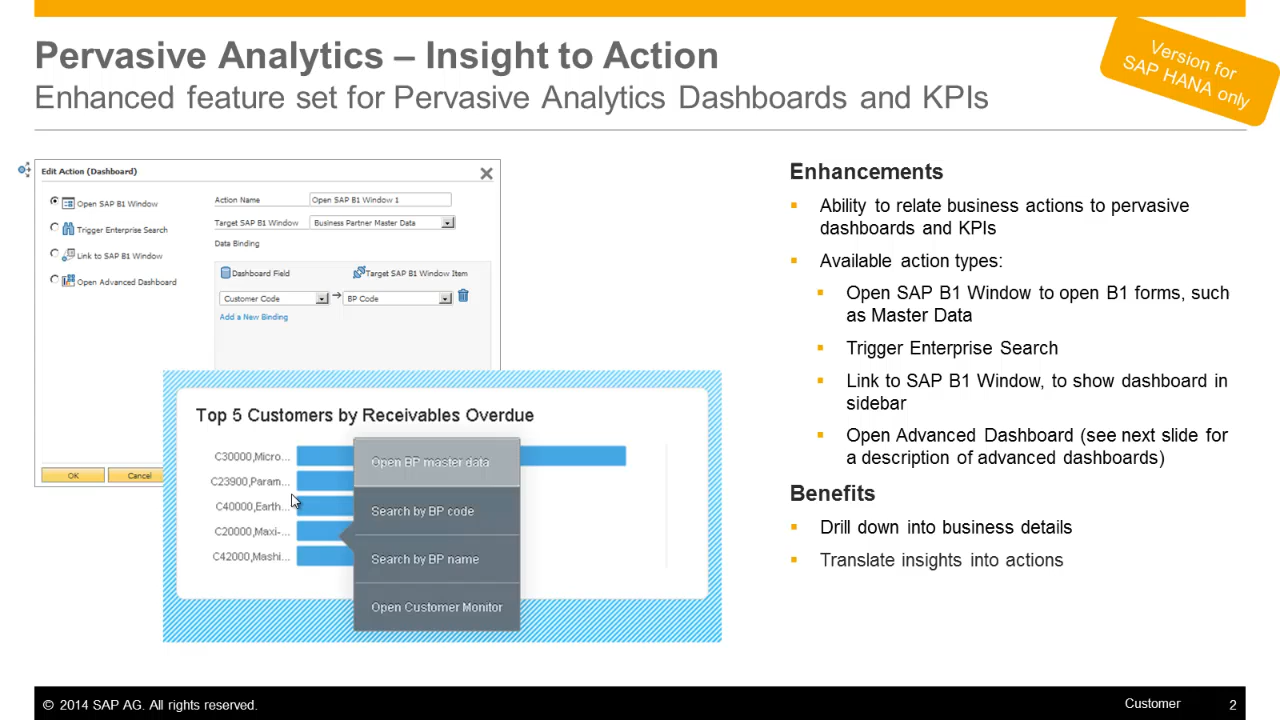 Pervasive Analytics – Insight to Action
Enhanced feature set for Pervasive Analytics Dashboards and KPIs
Version for
SAP HANA only
Edit Action (Dashboard)
Open SAP B1 Window
Trigger Enterprise Search
Link to SAP B1 Window
Open Advanced Dashboard
Action Name
Open SAP B1 Window 1
Target SAP B1 Window
Business Partner Master Data
Data Binding
Dashboard Field
Target SAP B1 Window Item
Customer Code
BP Code
Add a New Binding
OK
Cancel
Top 5 Customers by Receivables Overdue
C30000,Micro...
C23900,Param...
C40000,Earth...
C20000,Maxi-...
C42000,Mashi...
Open BP master data
Search by BP code
Search by BP name
Open Customer Monitor
Enhancements
Ability to relate business actions to pervasive
dashboards and KPIs
Available action types:
Open SAP B1 Window to open B1 forms, such
as Master Data
Trigger Enterprise Search
Link to SAP B1 Window, to show dashboard in
sidebar
Open Advanced Dashboard (see next slide for
a description of advanced dashboards)
Benefits
Drill down into business details
Translate insights into actions
© 2014 SAP AG. All rights reserved.
Customer
2